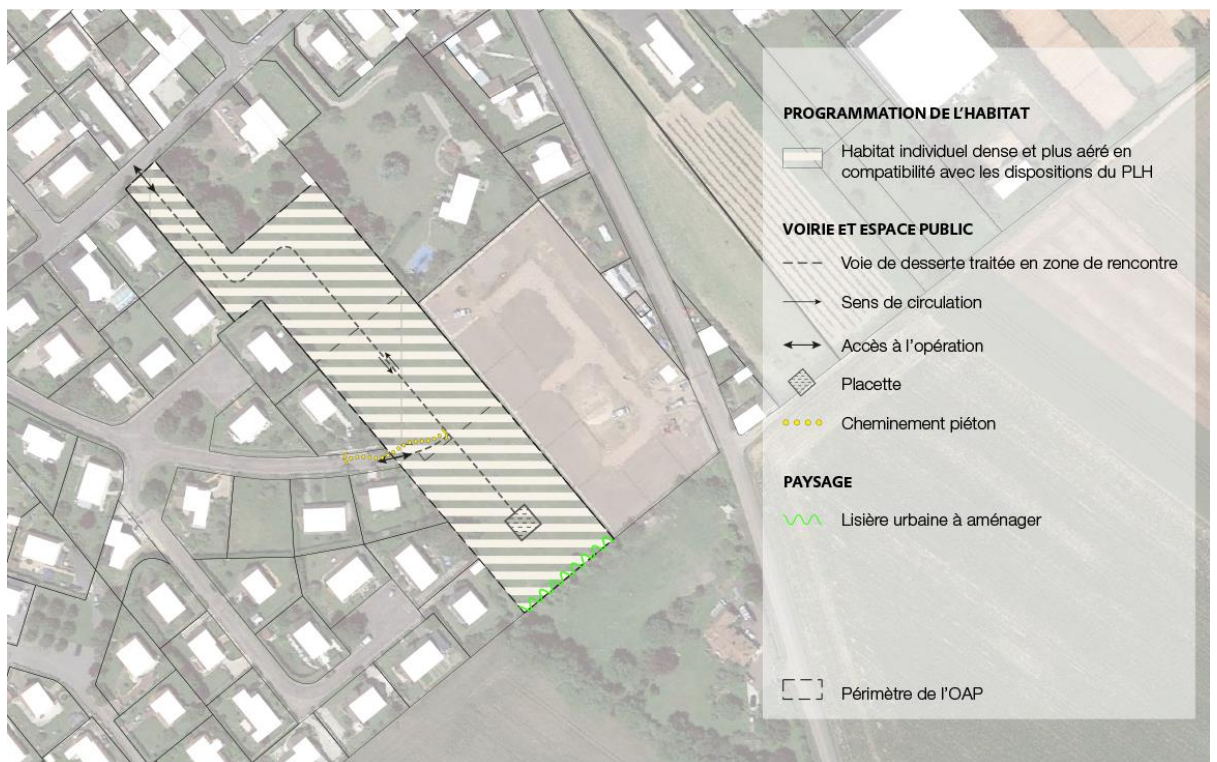 PROGRAMMATION DE L'HABITAT
Habitat individuel dense et plus aéré en
compatibilité avec les dispositions du PLH
VOIRIE ET ESPACE PUBLIC
Voie de desserte traitée en zone de rencontre
Sens de circulation
Accès à l'opération
Placette
Cheminement piéton
PAYSAGE
Lisière urbaine à aménager
Périmètre de l'OAP